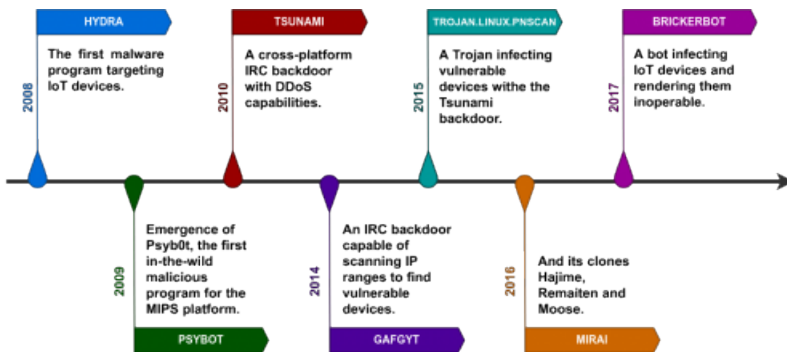 HYDRA
The first malware
program targeting
IoT devices.
2008
TSUNAMI
A cross-platform
IRC backdoor
with DDoS
capabilities.
2010
TROJAN.LINUX.PNSCAN
A Trojan infecting
vulnerable
devices withe the
Tsunami
backdoor.
2015
BRICKERBOT
A bot infecting
IoT devices and
rendering them
inoperable.
2017
Emergence of
Psyb0t, the first
in-the-wild
malicious
program for the
MIPS platform.
2009
PSYBOT
An IRC backdoor
capable of
scanning IP
ranges to find
vulnerable
devices.
2014
GAFGYT
And its clones
Hajime,
Remaiten and
Moose.
2016
MIRAI